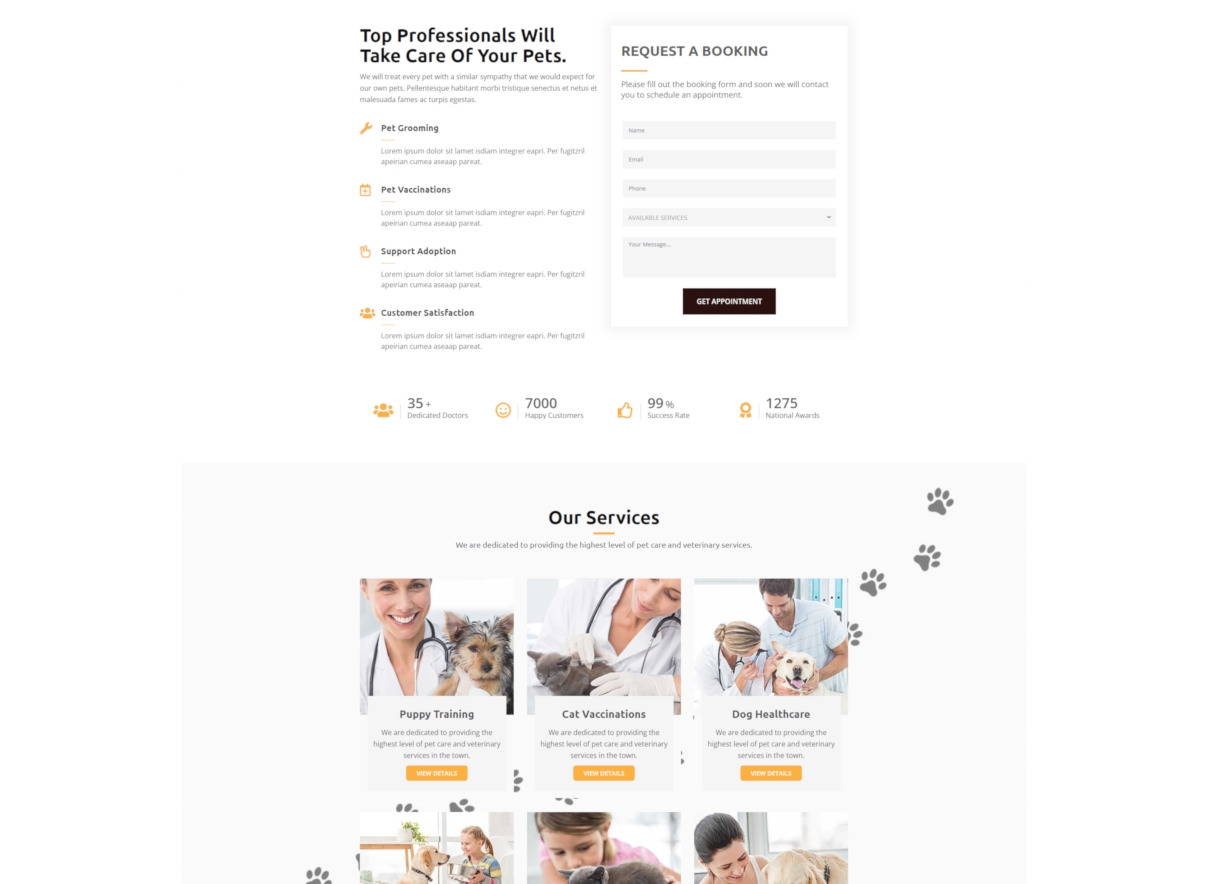 Top Professionals Will
Take Care Of Your Pets.
We will treat every pet with a similar sympathy that we would expect for
our own pets. Pellentesque habitant morbi tristique senectus et netus et
malesuada fames ac turpis egestas.
Pet Grooming
Lorem ipsum dolor sit lamet isdiam integrer eapri. Per fugitzril
apeirian cumea aseaap pareat.
Pet Vaccinations
Lorem ipsum dolor sit lamet isdiam integrer eapri. Per fugitzril
apeirian cumea aseaap pareat.
Support Adoption
Lorem ipsum dolor sit lamet isdiam integrer eapri. Per fugitzril
apeirian cumea aseaap pareat.
Customer Satisfaction
Lorem ipsum dolor sit lamet isdiam integrer eapri. Per fugitzril
apeirian cumea aseaap pareat.
REQUEST A BOOKING
Please fill out the booking form and soon we will contact
you to schedule an appointment.
Name
Email
Phone
AVAILABLE SERVICES
Your Message...
GET APPOINTMENT
35 +
Dedicated Doctors
7000
Happy Customers
99 %
Success Rate
1275
National Awards
Our Services
We are dedicated to providing the highest level of pet care and veterinary services.
Puppy Training
We are dedicated to providing the
highest level of pet care and veterinary
services in the town.
VIEW DETAILS
Cat Vaccinations
We are dedicated to providing the
highest level of pet care and veterinary
services in the town.
VIEW DETAILS
Dog Healthcare
We are dedicated to providing the
highest level of pet care and veterinary
services in the town.
VIEW DETAILS